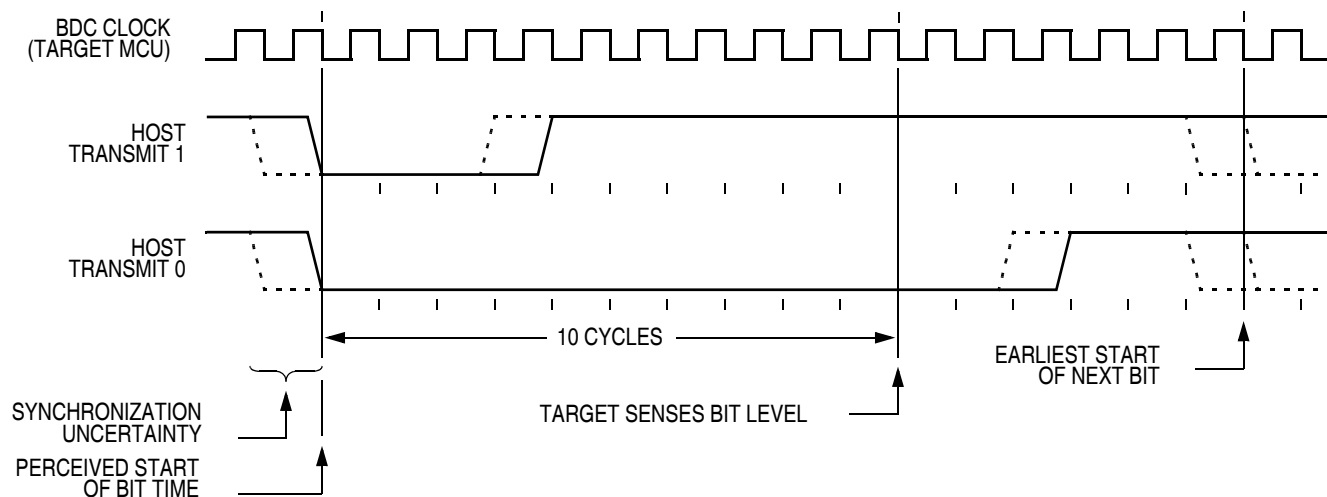 BDC CLOCK
(TARGET MCU)
HOST
TRANSMIT 1
HOST
TRANSMIT 0
10 CYCLES
EARLIEST START
OF NEXT BIT
SYNCHRONIZATION
UNCERTAINTY
TARGET SENSES BIT LEVEL
PERCEIVED START
OF BIT TIME